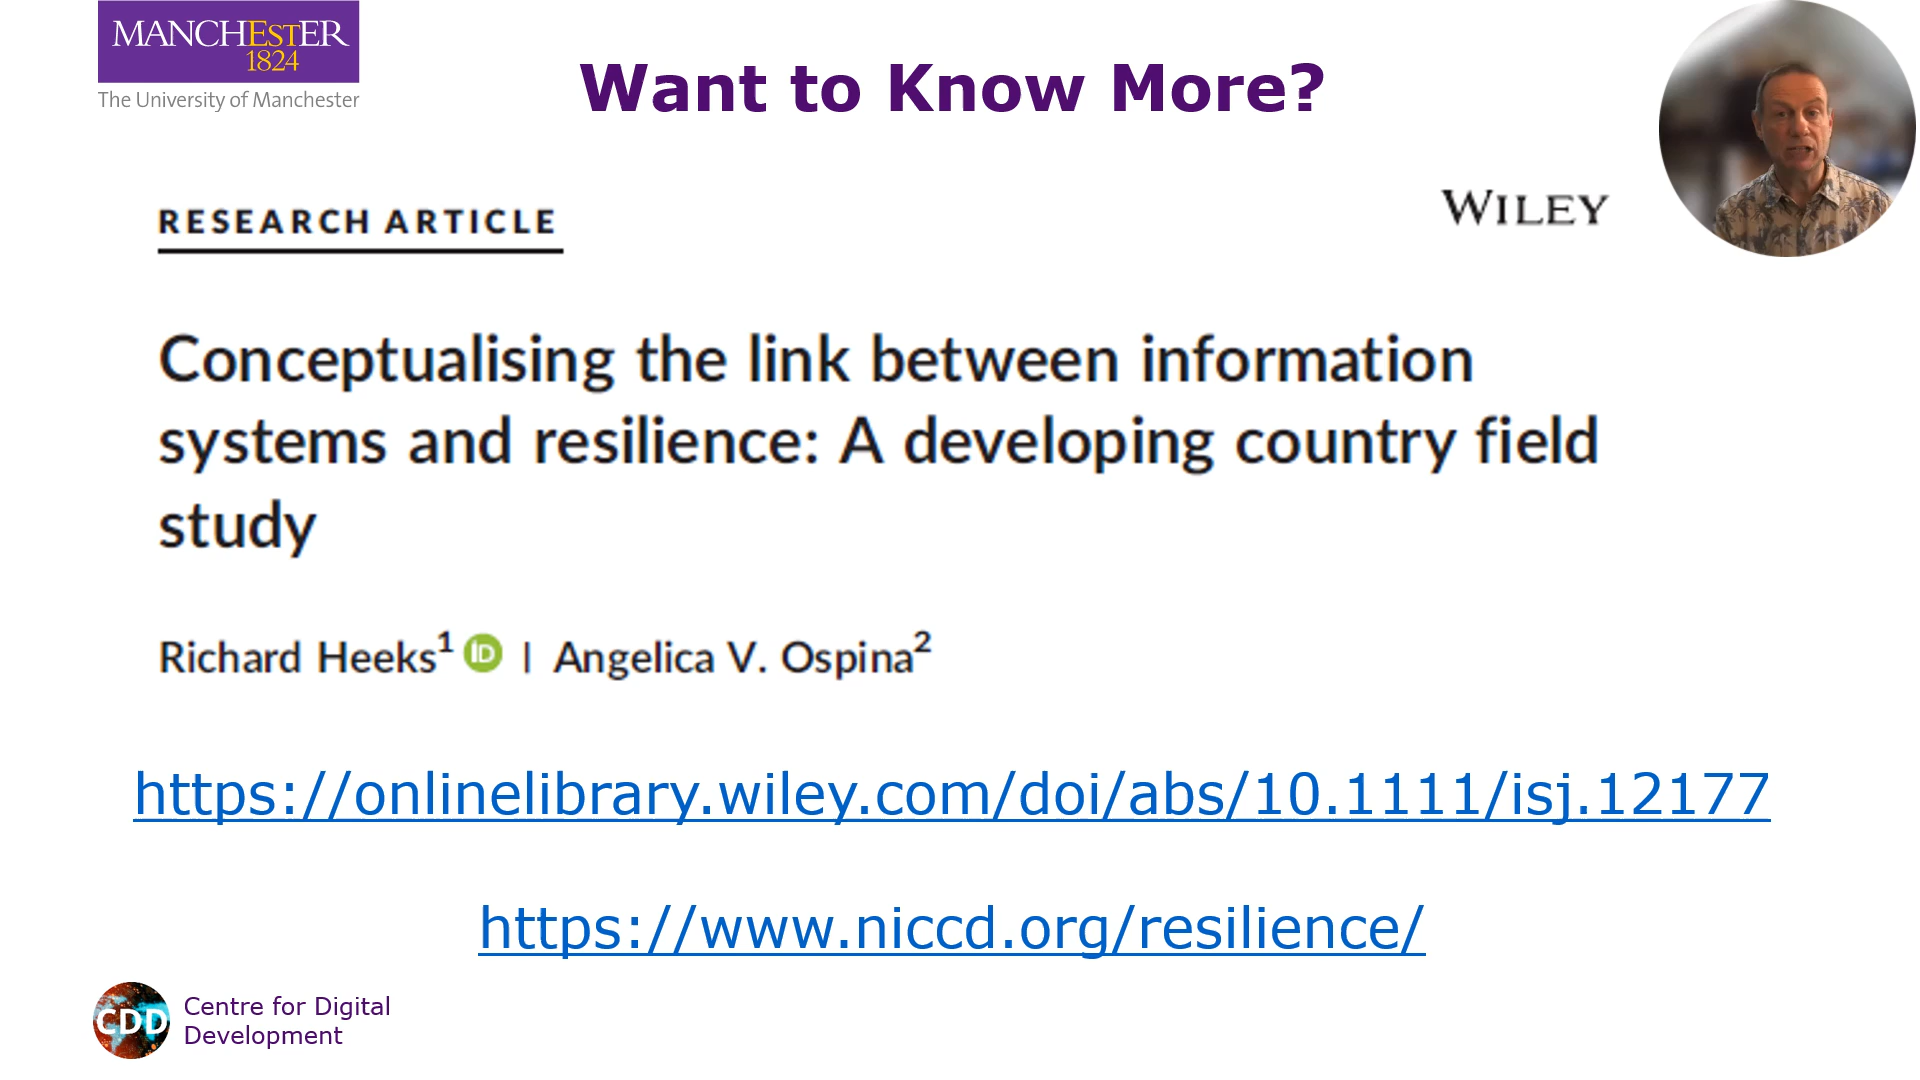 MANCHESTER
1824
The University of Manchester
Want to Know More?
RESEARCH ARTICLE
WILEY
Conceptualising the link between information
systems and resilience: A developing country field
study
Richard Heeks¹ iD | Angelica V. Ospina²
https://onlinelibrary.wiley.com/doi/abs/10.1111/isj.12177
https://www.niccd.org/resilience/
CDD
Centre for Digital
Development